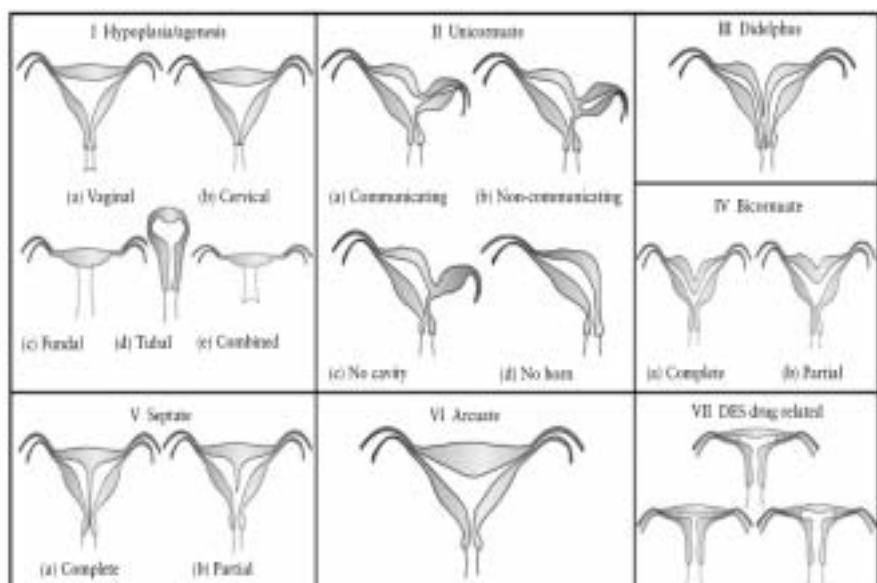 I Hypoplasia/agenesis
(a) Vaginal
(b) Cervical
(c) Fundal
(d) Tubal
(e) Combined
II Unicornuate
(a) Communicating
(b) Non-communicating
(c) No cavity
(d) No horn
III Didelphus
IV Bicornuate
(a) Complete
(b) Partial
V Septate
(a) Complete
(b) Partial
VI Arcuate
VII DES drug related